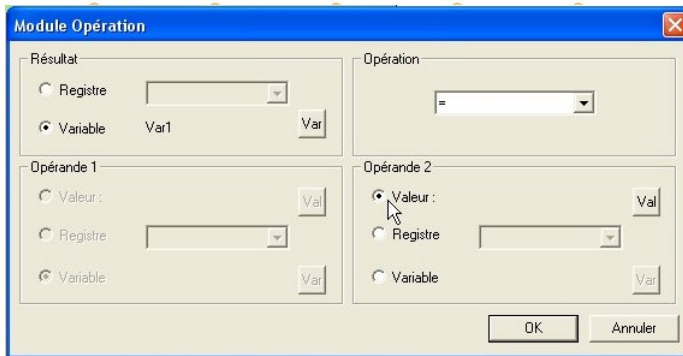 Module Opération
Résultat
Registre
Variable Var1 Var
Opération
=
Opérande 1
Valeur : Val
Registre
Variable Var
Opérande 2
Valeur : Val
Registre
Variable Var
OK Annuler